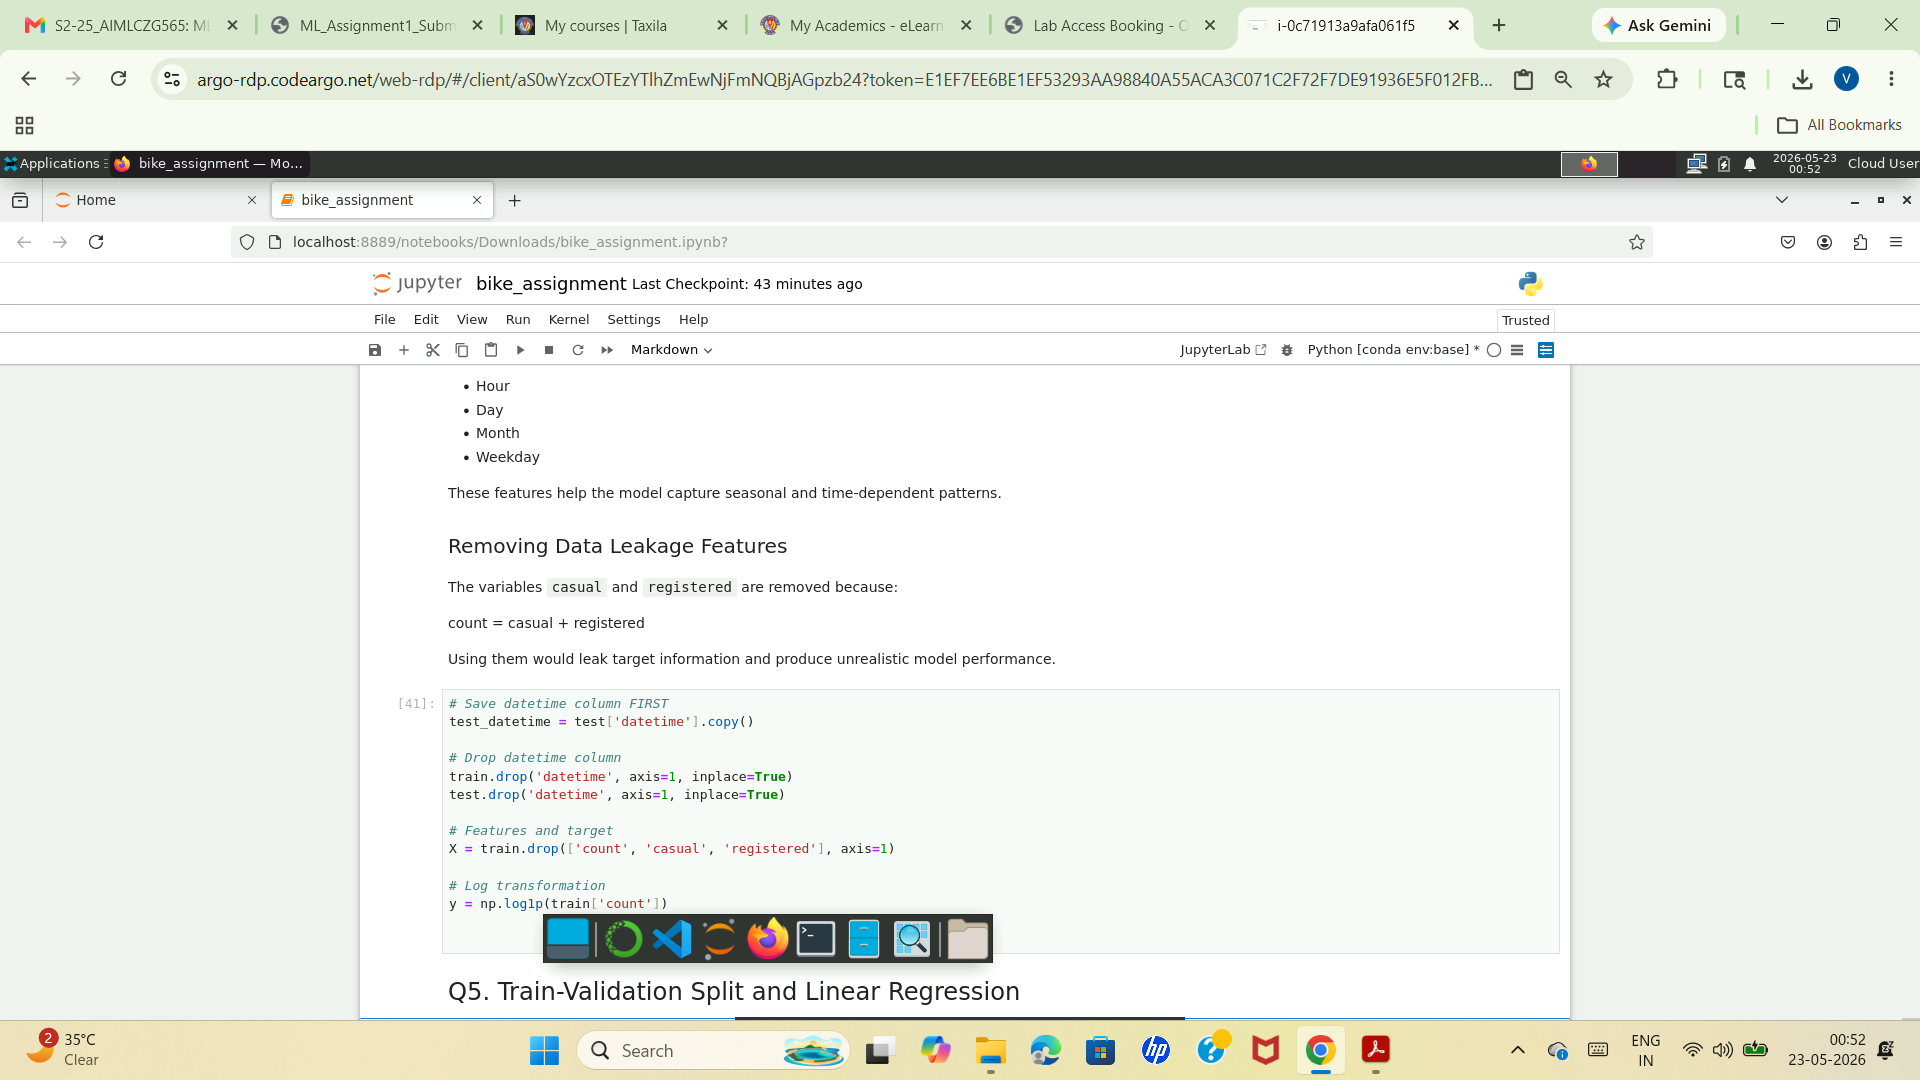 S2-25_AIMLCZG565: ML
ML_Assignment1_Subm
My courses | Taxila
My Academics - eLearn
Lab Access Booking - O
i-0c71913a9afa061f5
Ask Gemini
argo-rdp.codeargo.net/web-rdp/#/client/aS0wYzcxOTEzYTlhZmEwNjFmNQBjAGpzb24?token=E1EF7EE6BE1EF53293AA98840A55ACA3C071C2F72F7DE91936E5F012FB...
V
All Bookmarks
Applications
bike_assignment — Mo...
2026-05-23
00:52
Cloud User
Home
bike_assignment
localhost:8889/notebooks/Downloads/bike_assignment.ipynb?
jupyter bike_assignment Last Checkpoint: 43 minutes ago
File Edit View Run Kernel Settings Help
Trusted
Markdown
JupyterLab
Python [conda env:base] *
• Hour
• Day
• Month
• Weekday
These features help the model capture seasonal and time-dependent patterns.
Removing Data Leakage Features
The variables casual and registered are removed because:
count = casual + registered
Using them would leak target information and produce unrealistic model performance.
[41]:
# Save datetime column FIRST
test_datetime = test['datetime'].copy()
# Drop datetime column
train.drop('datetime', axis=1, inplace=True)
test.drop('datetime', axis=1, inplace=True)
# Features and target
X = train.drop(['count', 'casual', 'registered'], axis=1)
# Log transformation
y = np.log1p(train['count'])
Q5. Train-Validation Split and Linear Regression
2
35°C
Clear
Search
hp
ENG
IN
00:52
23-05-2026